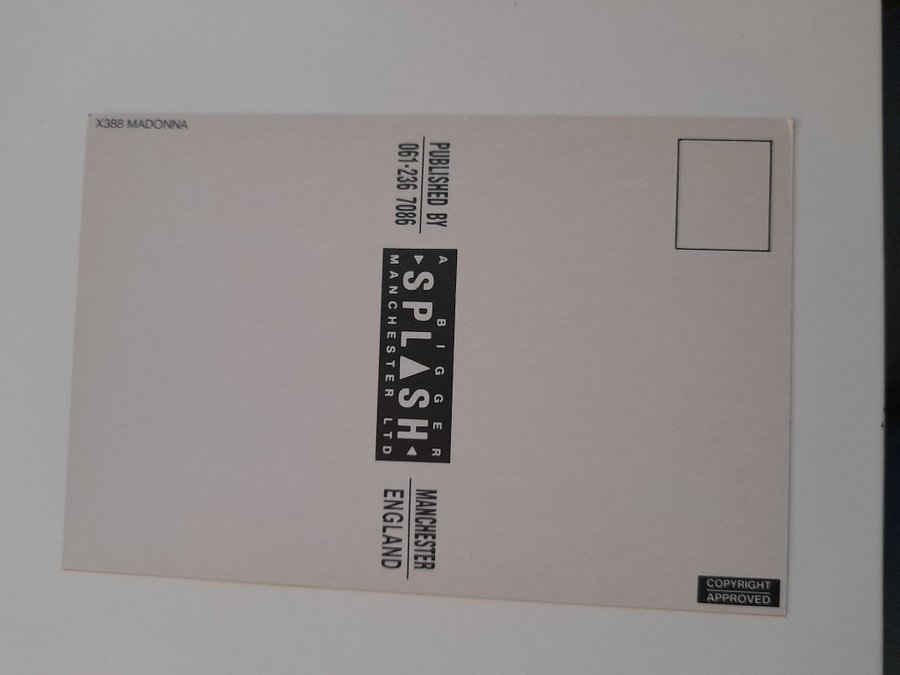 X388 MADONNA
PUBLISHED BY
061-236 7086
A BIGGER
SPLASH
MANCHESTER LTD
MANCHESTER
ENGLAND
COPYRIGHT
APPROVED